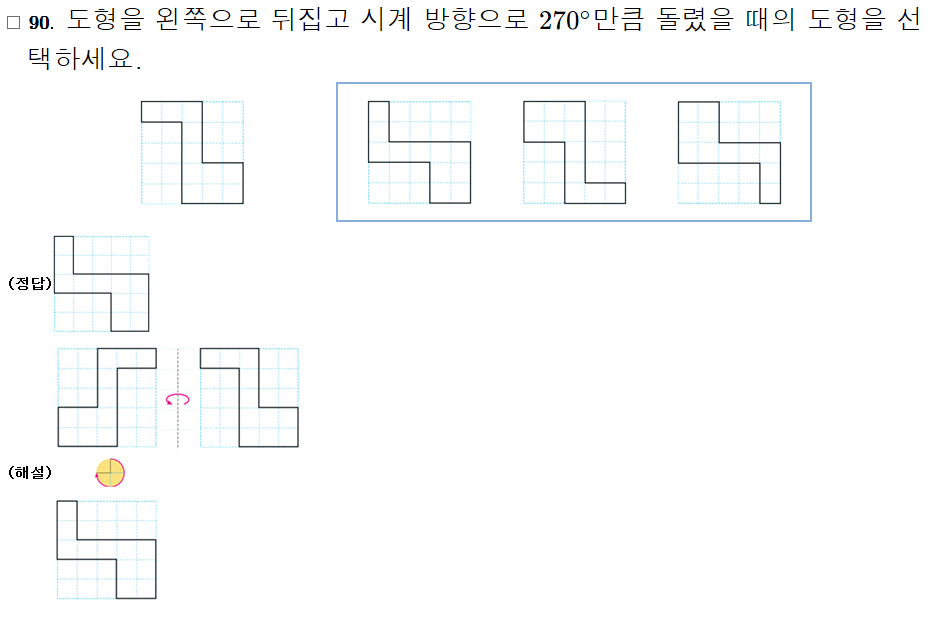 □ 90. 도형을 왼쪽으로 뒤집고 시계 방향으로 270°만큼 돌렸을 때의 도형을 선
택하세요.
(정답)
(해설)